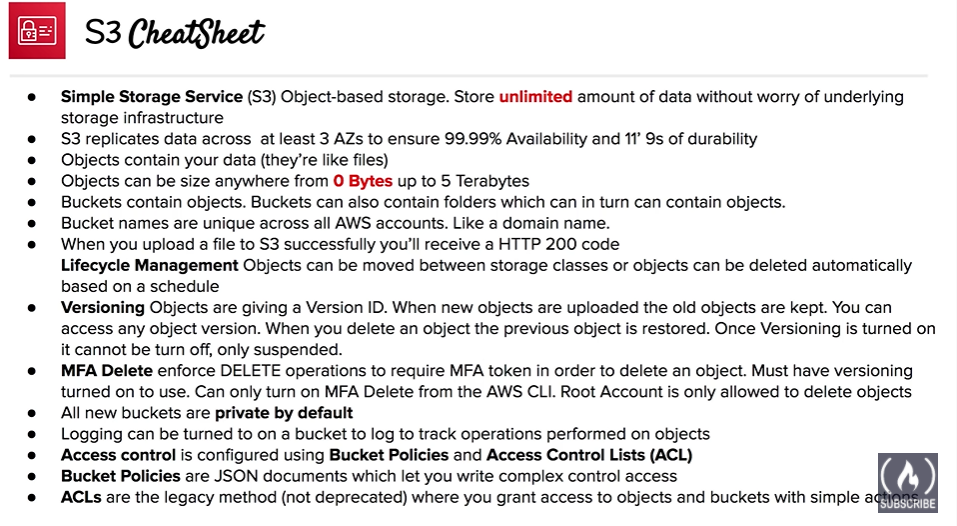 S3 CheatSheet
● Simple Storage Service (S3) Object-based storage. Store unlimited amount of data without worry of underlying
storage infrastructure
● S3 replicates data across at least 3 AZs to ensure 99.99% Availability and 11' 9s of durability
● Objects contain your data (they're like files)
● Objects can be size anywhere from 0 Bytes up to 5 Terabytes
● Buckets contain objects. Buckets can also contain folders which can in turn can contain objects.
● Bucket names are unique across all AWS accounts. Like a domain name.
● When you upload a file to S3 successfully you'll receive a HTTP 200 code
Lifecycle Management Objects can be moved between storage classes or objects can be deleted automatically
based on a schedule
● Versioning Objects are giving a Version ID. When new objects are uploaded the old objects are kept. You can
access any object version. When you delete an object the previous object is restored. Once Versioning is turned on
it cannot be turn off, only suspended.
● MFA Delete enforce DELETE operations to require MFA token in order to delete an object. Must have versioning
turned on to use. Can only turn on MFA Delete from the AWS CLI. Root Account is only allowed to delete objects
● All new buckets are private by default
● Logging can be turned to on a bucket to log to track operations performed on objects
● Access control is configured using Bucket Policies and Access Control Lists (ACL)
● Bucket Policies are JSON documents which let you write complex control access
● ACLs are the legacy method (not deprecated) where you grant access to objects and buckets with simple actions
SUBSCRIBE